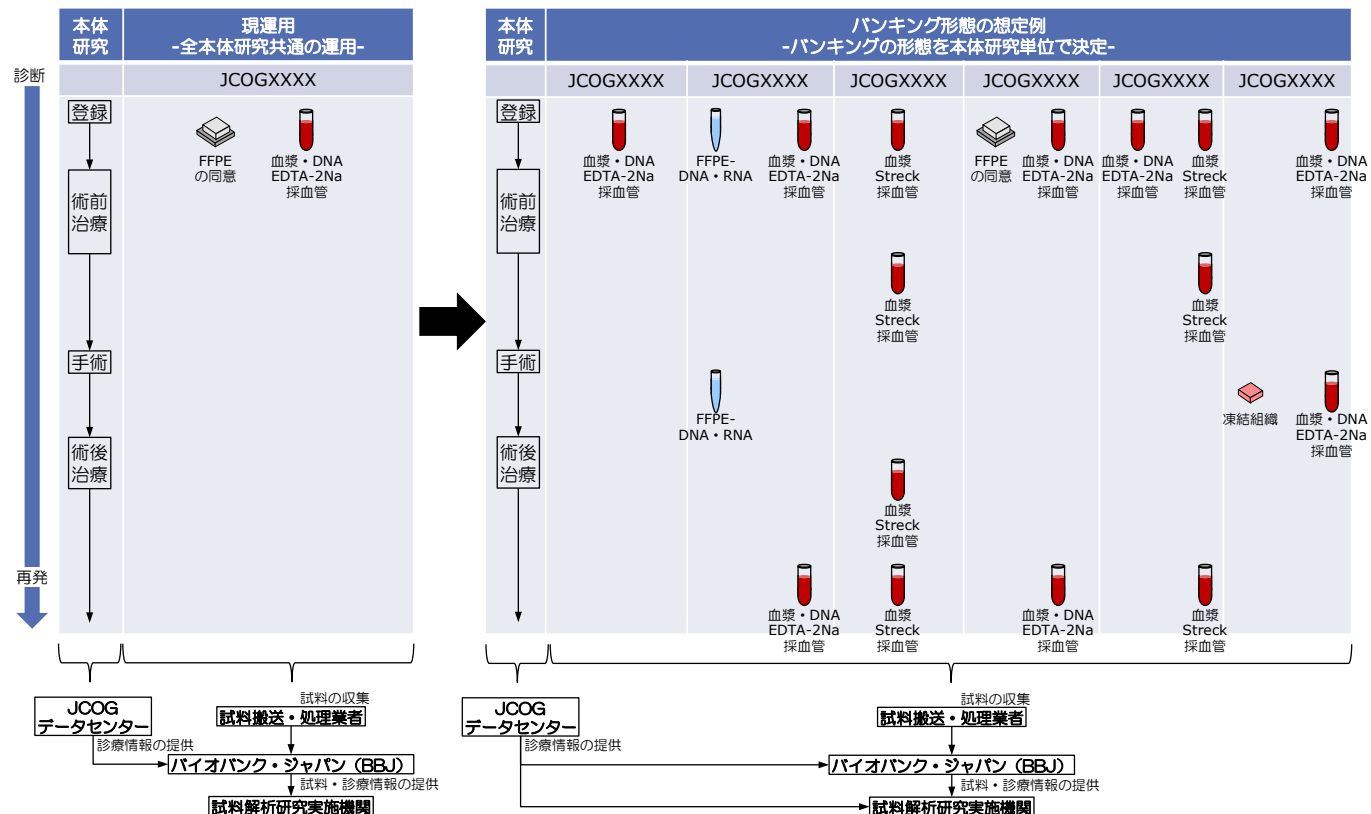 本体
研究
現運用
-全本体研究共通の運用-
診断
JCOGXXXX
登録
FFPE
の同意
血漿・DNA
EDTA-2Na
採血管
術前
治療
手術
術後
治療
再発
JCOG
データセンター
診療情報の提供
試料の収集
試料搬送・処理業者
バイオバンク・ジャパン（BBJ）
試料・診療情報の提供
試料解析研究実施機関
本体
研究
バンキング形態の想定例
-バンキングの形態を本体研究単位で決定-
JCOGXXXX
JCOGXXXX
JCOGXXXX
JCOGXXXX
JCOGXXXX
JCOGXXXX
登録
血漿・DNA
EDTA-2Na
採血管
FFPE-
DNA・RNA
血漿・DNA
EDTA-2Na
採血管
血漿
Streck
採血管
FFPE
の同意
血漿・DNA
EDTA-2Na
採血管
血漿・DNA
EDTA-2Na
採血管
血漿
Streck
採血管
血漿・DNA
EDTA-2Na
採血管
術前
治療
血漿
Streck
採血管
血漿
Streck
採血管
手術
FFPE-
DNA・RNA
凍結組織
血漿・DNA
EDTA-2Na
採血管
術後
治療
血漿
Streck
採血管
血漿・DNA
EDTA-2Na
採血管
血漿
Streck
採血管
血漿・DNA
EDTA-2Na
採血管
血漿
Streck
採血管
JCOG
データセンター
診療情報の提供
試料の収集
試料搬送・処理業者
バイオバンク・ジャパン（BBJ）
試料・診療情報の提供
試料解析研究実施機関